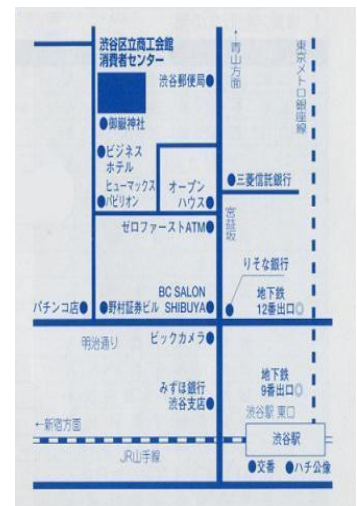 渋谷区立商工会館
消費者センター
渋谷郵便局●
←青山方面
東京メトロ銀座線
●御嶽神社
●ビジネス
ホテル
ヒューマックス
●パビリオン
オープン
ハウス●
●三菱信託銀行
宮益坂
ゼロファーストATM●
りそな銀行
BC SALON
SHIBUYA●
地下鉄
12番出口◎
パチンコ店●
●野村証券ビル
明治通り
ビックカメラ●
みずほ銀行
渋谷支店●
地下鉄
9番出口◎
渋谷駅 東口
←新宿方面
渋谷駅
JR山手線
●交番 ●ハチ公像